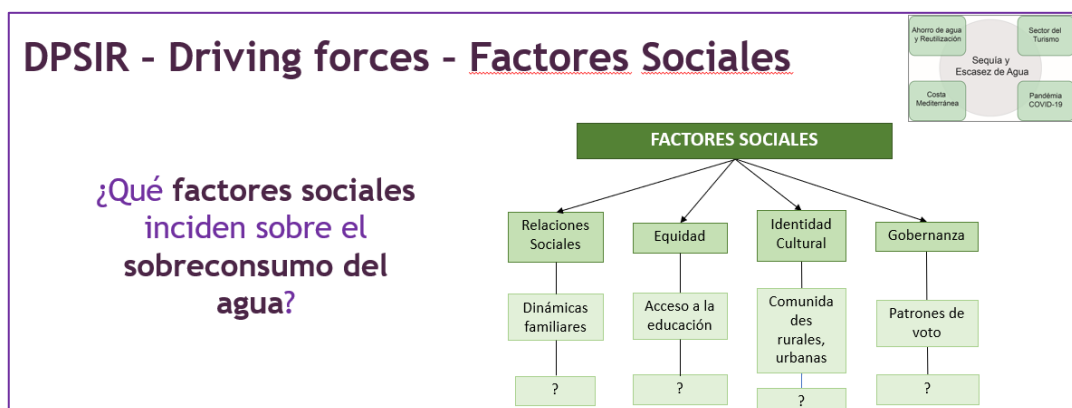 DPSIR - Driving forces - Factores Sociales
Ahorro de agua
y Reutilización
Sector del
Turismo
Sequía y
Escasez de Agua
Costa
Mediterránea
Pandémia
COVID-19
¿Qué factores sociales
inciden sobre el
sobreconsumo del
agua?
FACTORES SOCIALES
Relaciones
Sociales
Equidad
Identidad
Cultural
Gobernanza
Dinámicas
familiares
Acceso a la
educación
Comunida
des
rurales,
urbanas
Patrones de
voto
?
?
?
?